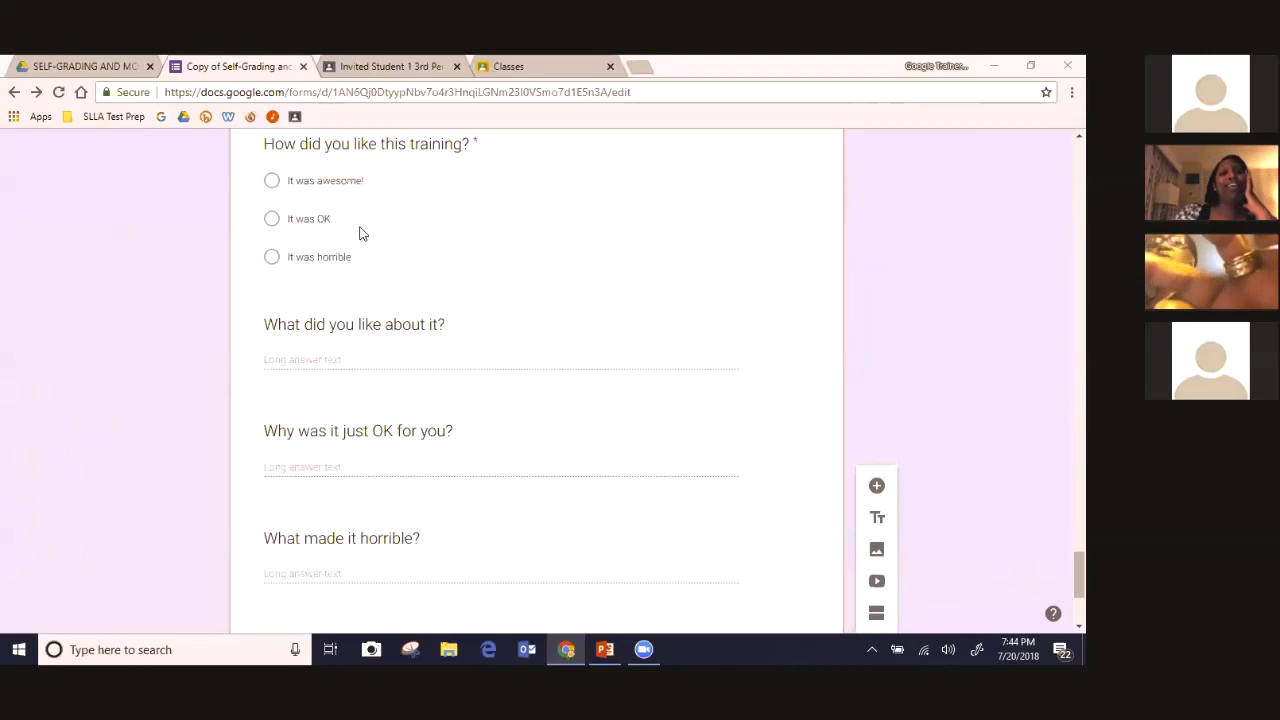 SELF-GRADING AND MO
Copy of Self-Grading and
Invited Student 1 3rd Per
Classes
Google Trainer...
Secure
https://docs.google.com/forms/d/1AN6Qj0DtyypNbv7o4r3HnqiLGNm23I0VSmo7d1E5n3A/edit
Apps
SLLA Test Prep
How did you like this training? *
It was awesome!
It was OK
It was horrible
What did you like about it?
Long answer text
Why was it just OK for you?
Long answer text
What made it horrible?
Long answer text
Type here to search
7:44 PM
7/20/2018
22